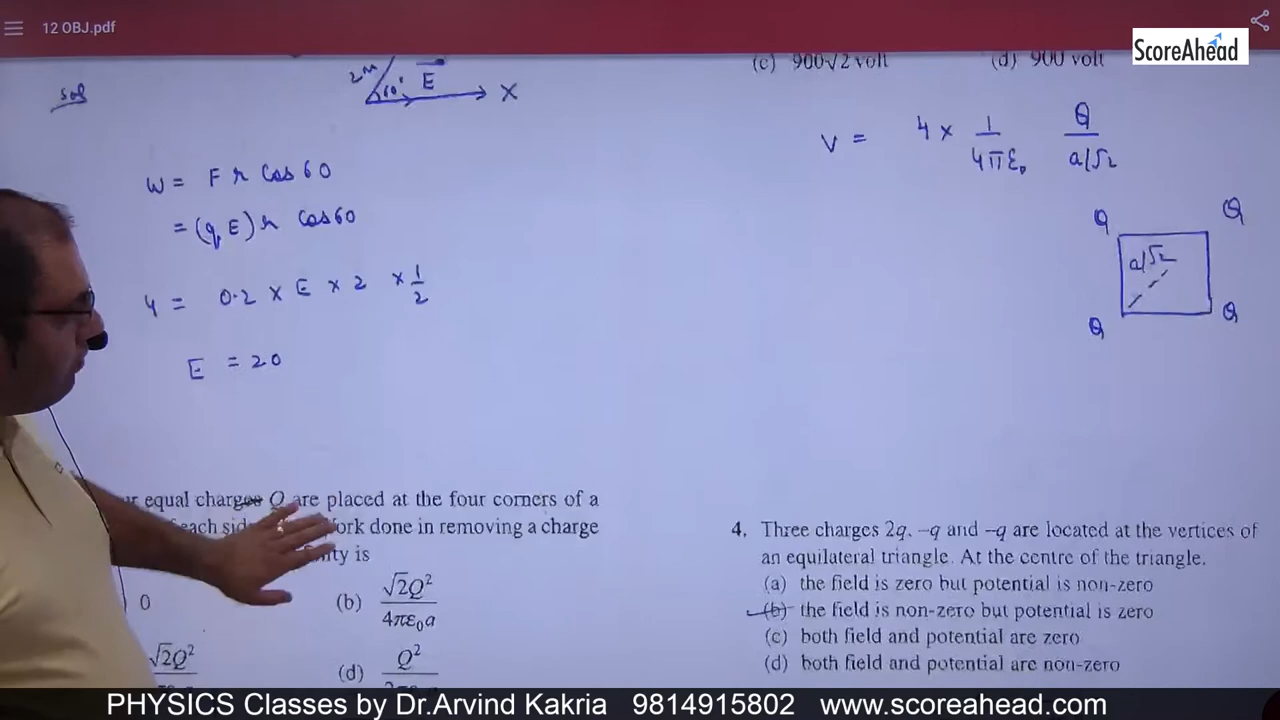 12 OBJ.pdf
ScoreAhead
Sol
2m
60°
E
X
W = F r cos 60
= (q E) r cos 60
4 = 0.2 × E × 2 × 1/2
E = 20
equal charges Q are placed at the four corners of a
each side work done in removing a charge
is
0
(b) √2Q²/4πε₀a
√2Q²
(d) Q²
(c) 900√2 volt (d) 900 volt
V = 4 × 1/4πε₀ Q/a/√2
Q Q
a/√2
Q Q
4. Three charges 2q, –q and –q are located at the vertices of
an equilateral triangle. At the centre of the triangle.
(a) the field is zero but potential is non-zero
(b) the field is non-zero but potential is zero
(c) both field and potential are zero
(d) both field and potential are non-zero
PHYSICS Classes by Dr.Arvind Kakria 9814915802 www.scoreahead.com